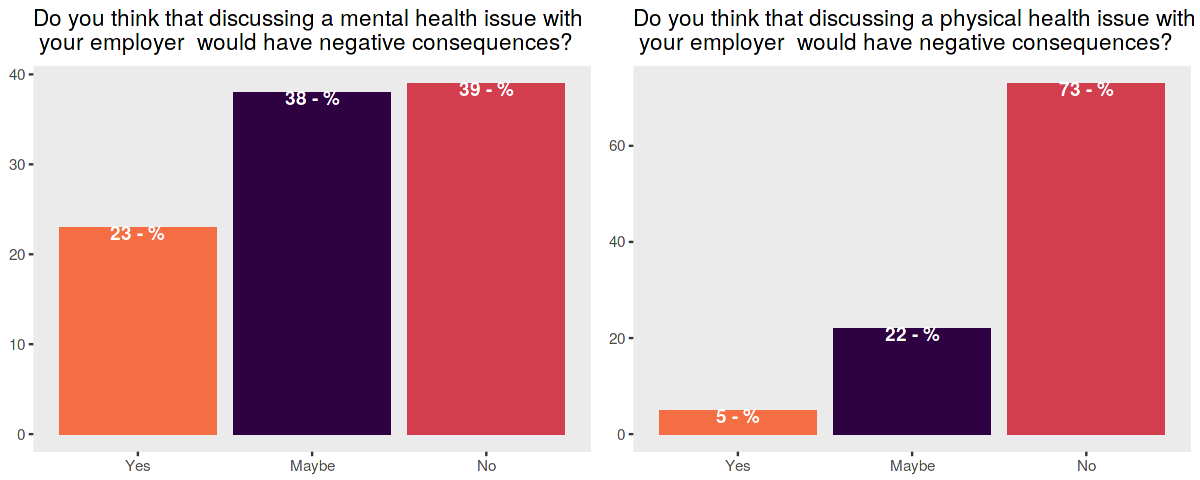 Do you think that discussing a mental health issue with
your employer  would have negative consequences?
40
30
20
10
0
23 - %
38 - %
39 - %
Yes
Maybe
No
Do you think that discussing a physical health issue with
your employer  would have negative consequences?
60
40
20
0
5 - %
22 - %
73 - %
Yes
Maybe
No